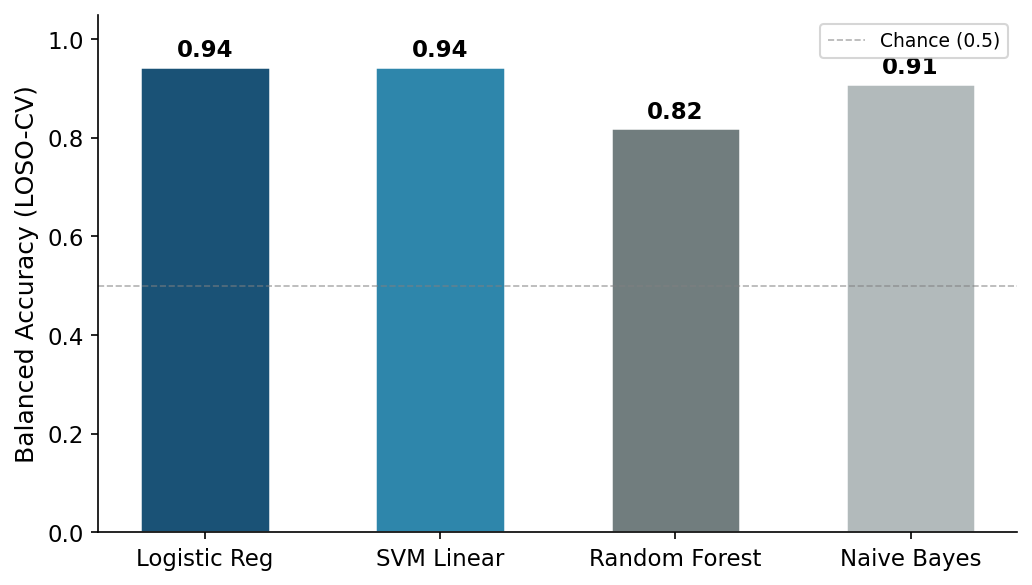 Chance (0.5)
0.94
0.94
0.82
0.91
Balanced Accuracy (LOSO-CV)
1.0
0.8
0.6
0.4
0.2
0.0
Logistic Reg
SVM Linear
Random Forest
Naive Bayes